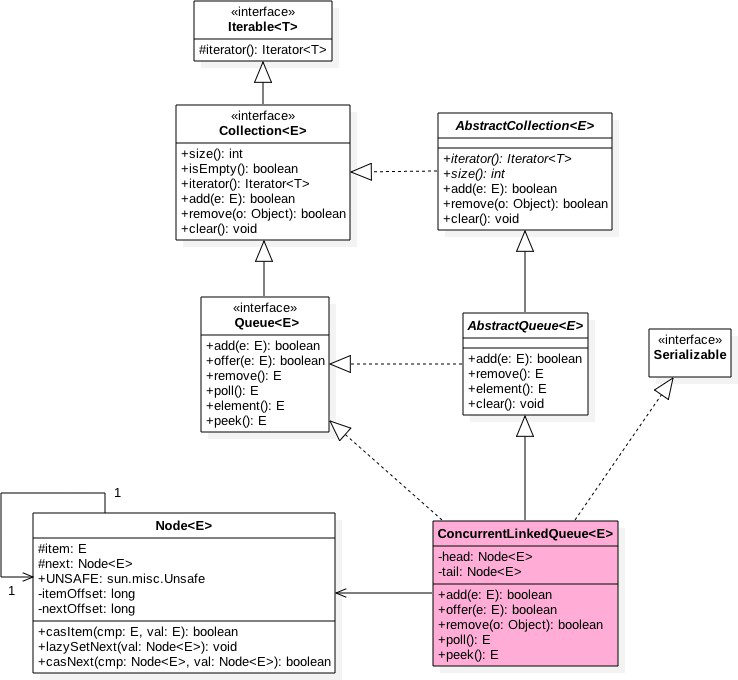 «interface»
Iterable<T>
#iterator(): Iterator<T>
«interface»
Collection<E>
+size(): int
+isEmpty(): boolean
+iterator(): Iterator<T>
+add(e: E): boolean
+remove(o: Object): boolean
+clear(): void
AbstractCollection<E>
+iterator(): Iterator<T>
+size(): int
+add(e: E): boolean
+remove(o: Object): boolean
+clear(): void
«interface»
Queue<E>
+add(e: E): boolean
+offer(e: E): boolean
+remove(): E
+poll(): E
+element(): E
+peek(): E
AbstractQueue<E>
+add(e: E): boolean
+remove(): E
+element(): E
+clear(): void
«interface»
Serializable
1
1
Node<E>
#item: E
#next: Node<E>
+UNSAFE: sun.misc.Unsafe
-itemOffset: long
-nextOffset: long
+casItem(cmp: E, val: E): boolean
+lazySetNext(val: Node<E>): void
+casNext(cmp: Node<E>, val: Node<E>): boolean
ConcurrentLinkedQueue<E>
-head: Node<E>
-tail: Node<E>
+add(e: E): boolean
+offer(e: E): boolean
+remove(o: Object): boolean
+poll(): E
+peek(): E